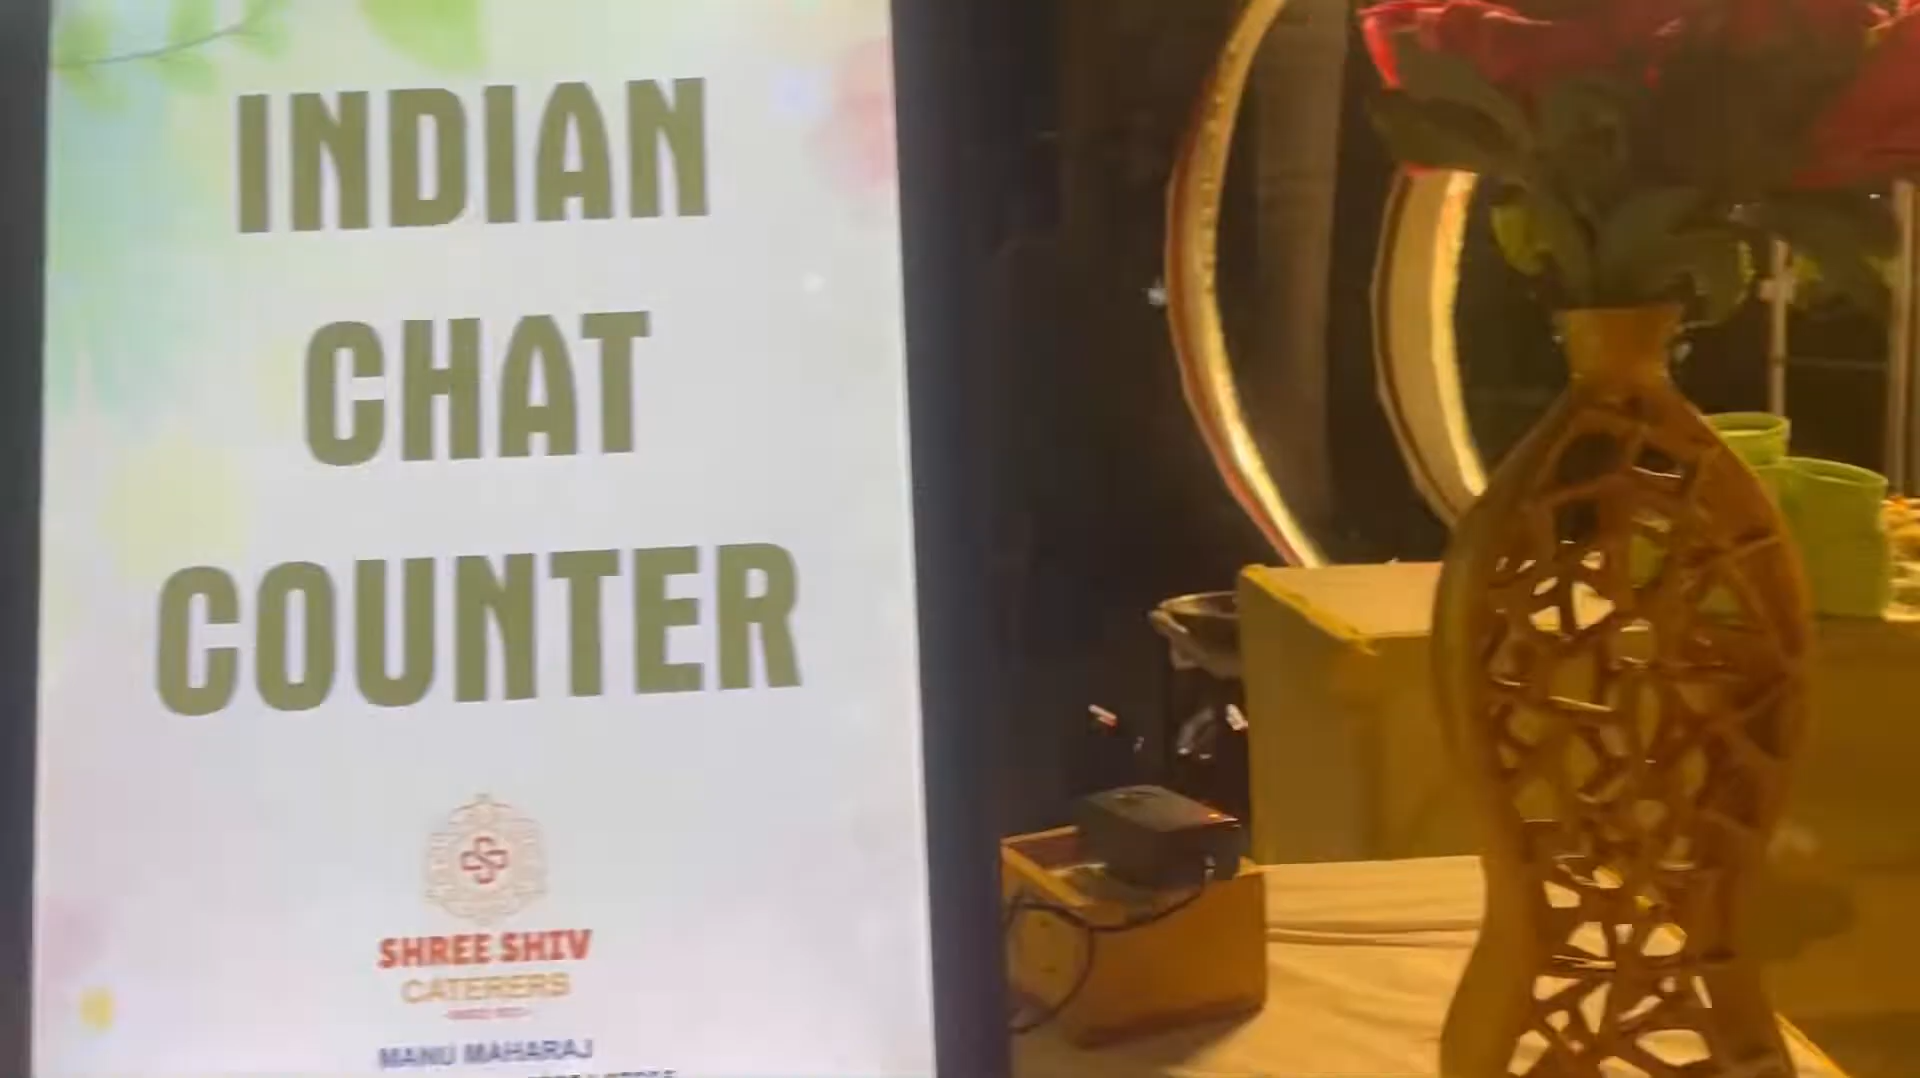 INDIAN
CHAT
COUNTER
SHREE SHIV
CATERERS
MANU MAHARAJ